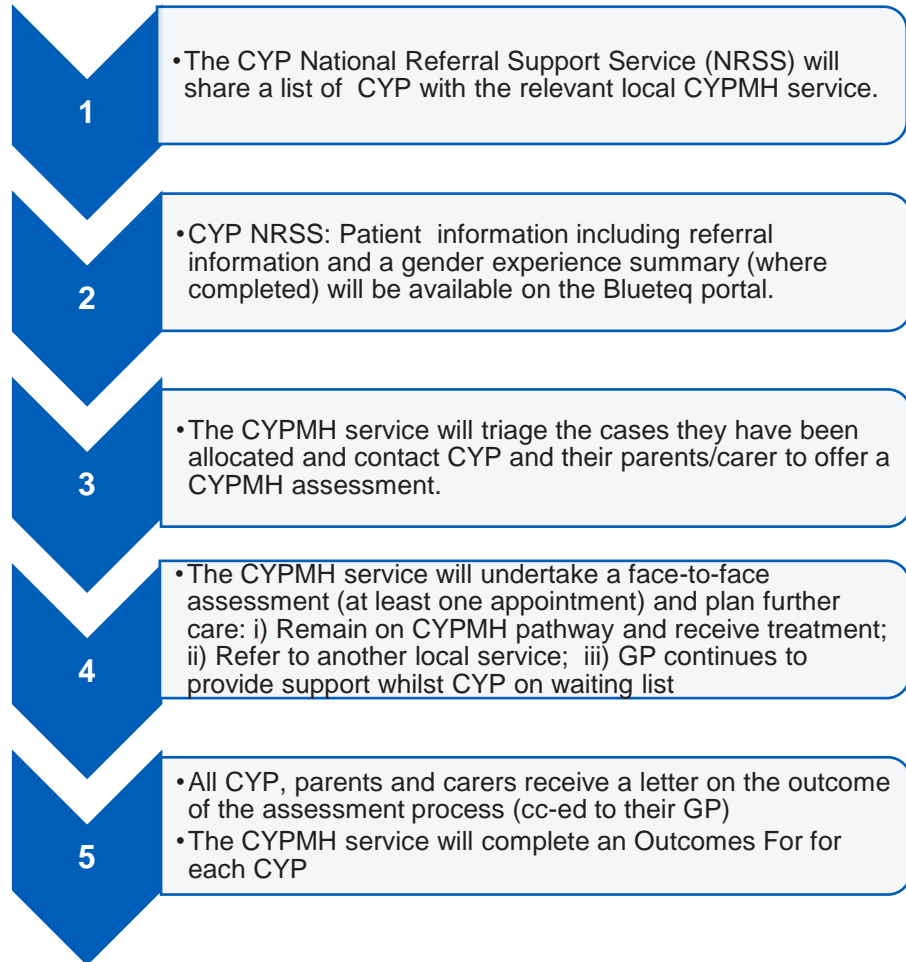 1
•The CYP National Referral Support Service (NRSS) will
share a list of CYP with the relevant local CYPMH service.
2
•CYP NRSS: Patient information including referral
information and a gender experience summary (where
completed) will be available on the Blueteq portal.
3
•The CYPMH service will triage the cases they have been
allocated and contact CYP and their parents/carer to offer a
CYPMH assessment.
4
•The CYPMH service will undertake a face-to-face
assessment (at least one appointment) and plan further
care: i) Remain on CYPMH pathway and receive treatment;
ii) Refer to another local service; iii) GP continues to
provide support whilst CYP on waiting list
5
•All CYP, parents and carers receive a letter on the outcome
of the assessment process (cc-ed to their GP)
•The CYPMH service will complete an Outcomes For for
each CYP